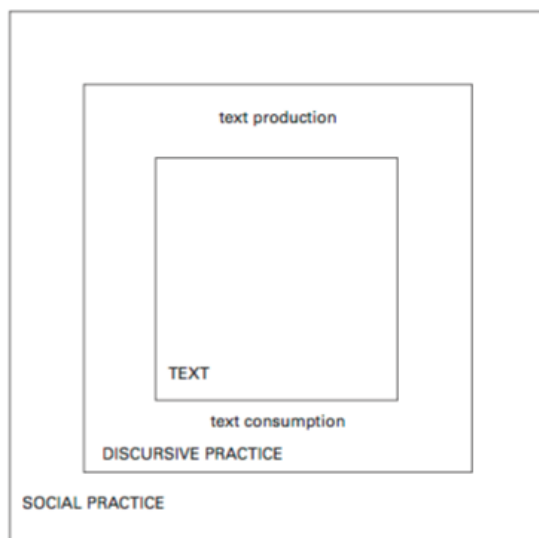 text production
TEXT
text consumption
DISCURSIVE PRACTICE
SOCIAL PRACTICE